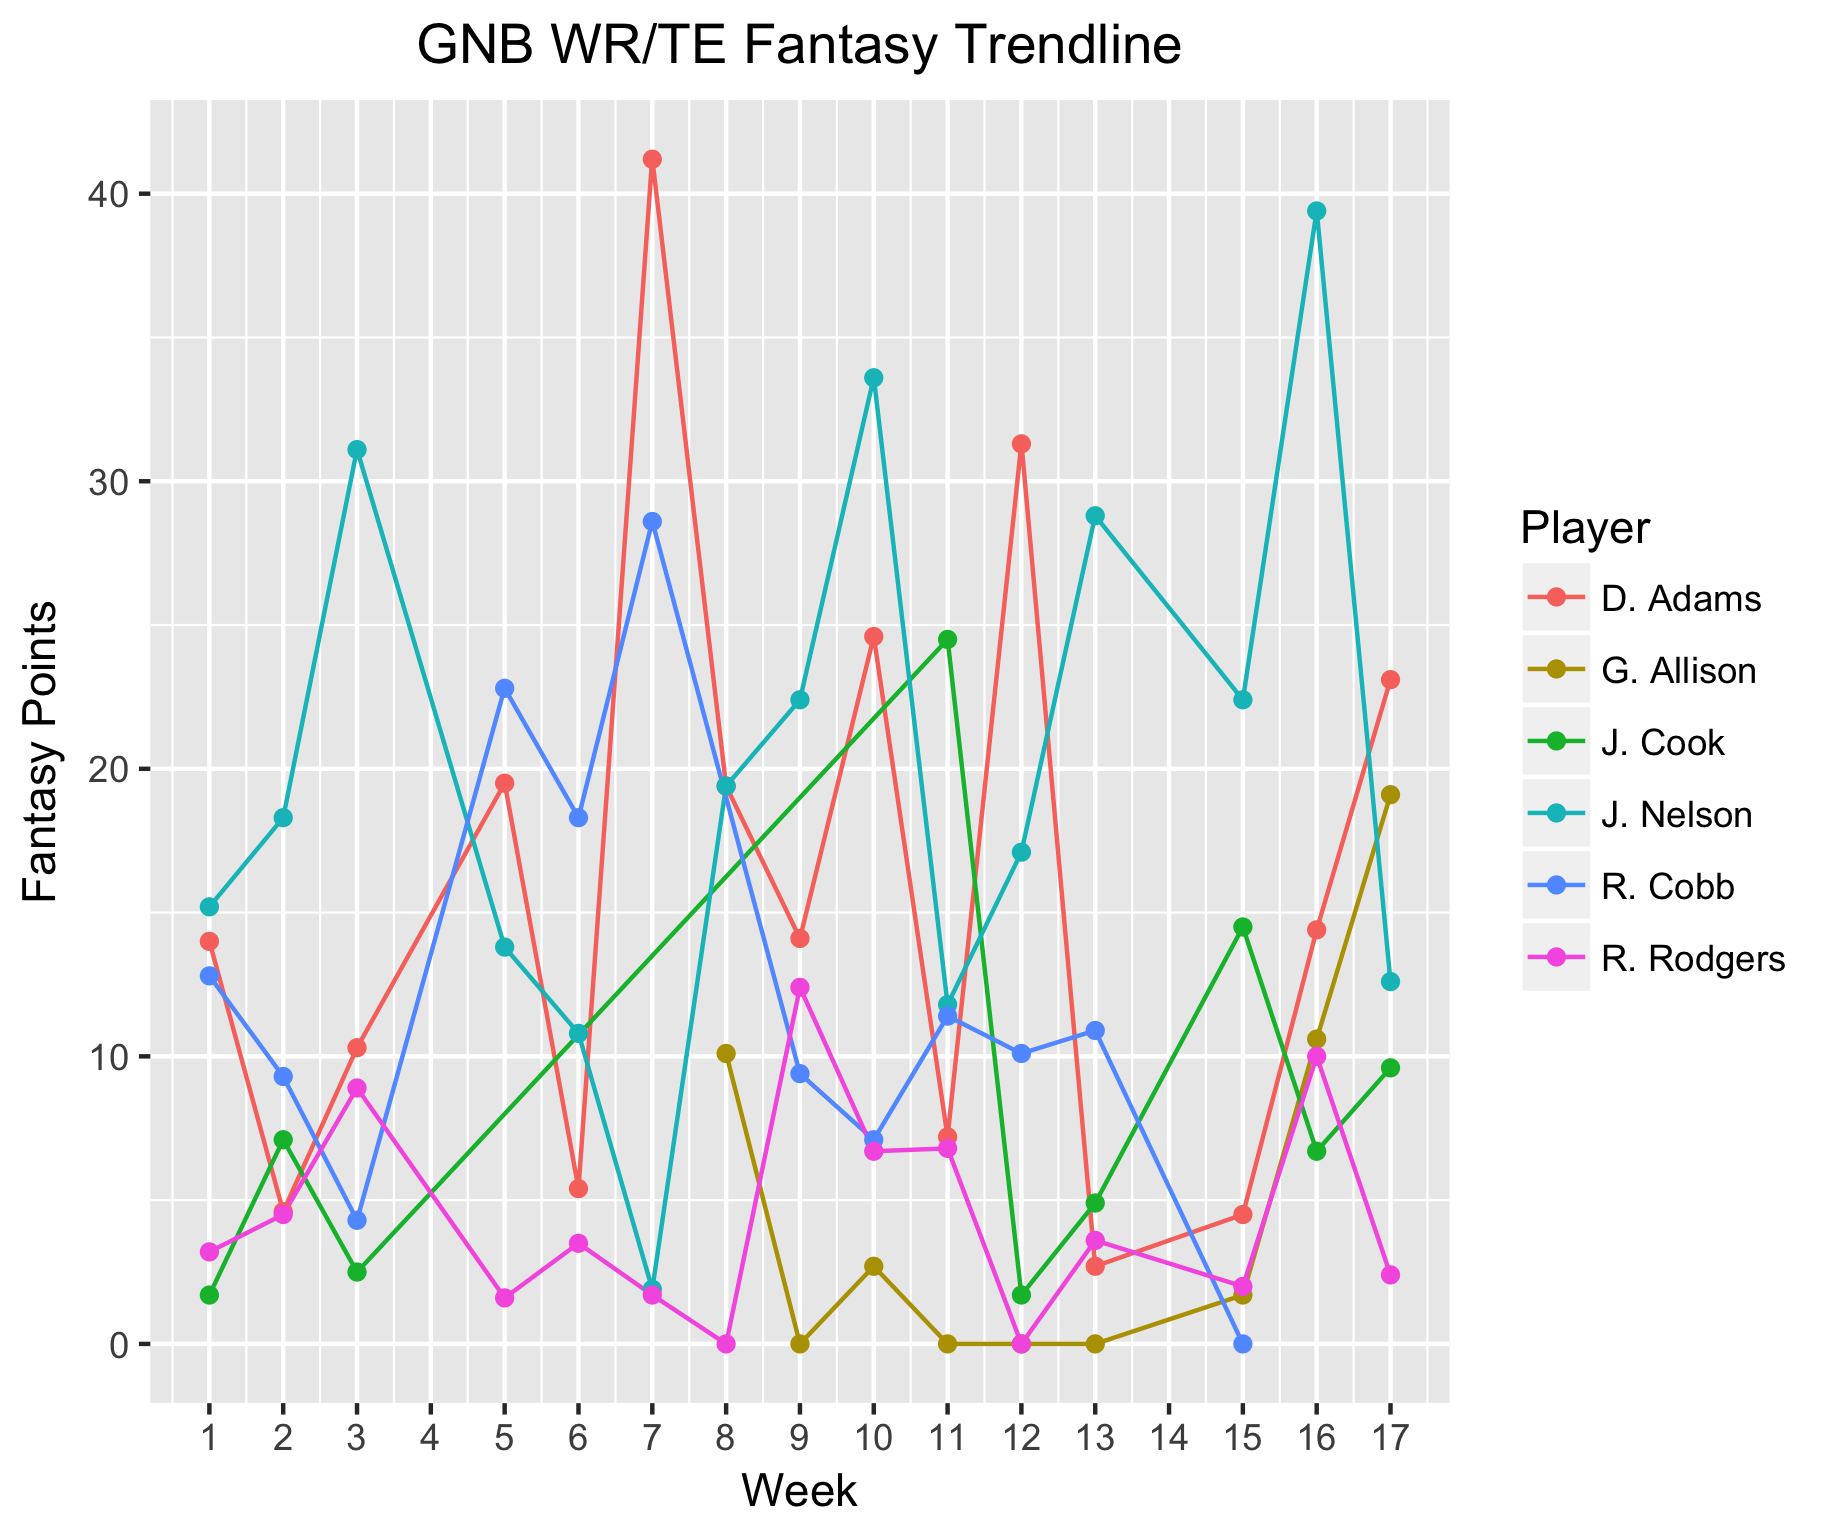 GNB WR/TE Fantasy Trendline
Fantasy Points
40
30
20
10
0
1 2 3 4 5 6 7 8 9 10 11 12 13 14 15 16 17
Week
Player
D. Adams
G. Allison
J. Cook
J. Nelson
R. Cobb
R. Rodgers